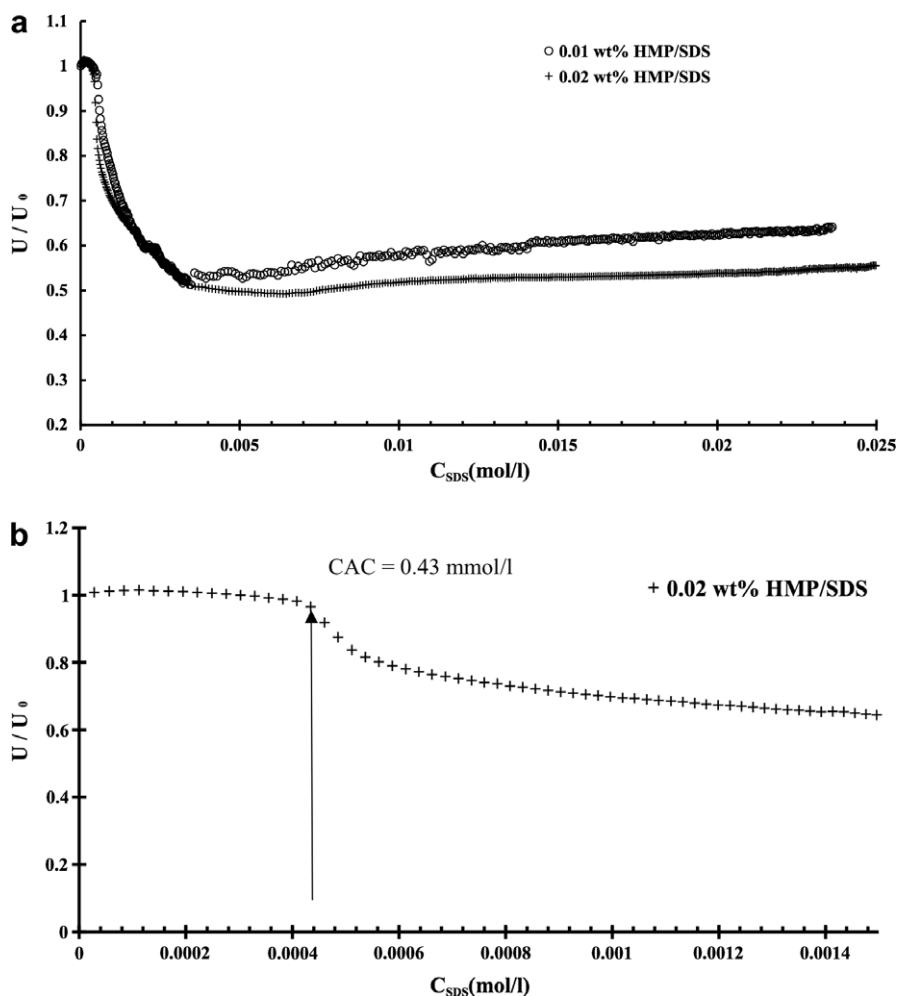 a
1.1
1
0.9
0.8
0.7
0.6
0.5
0.4
0.3
0.2
U / U₀
○ 0.01 wt% HMP/SDS
+ 0.02 wt% HMP/SDS
0 0.005 0.01 0.015 0.02 0.025
C_SDS(mol/l)
b
1.2
1
0.8
0.6
0.4
0.2
0
U / U₀
CAC = 0.43 mmol/l
+ 0.02 wt% HMP/SDS
0 0.0002 0.0004 0.0006 0.0008 0.001 0.0012 0.0014
C_SDS(mol/l)